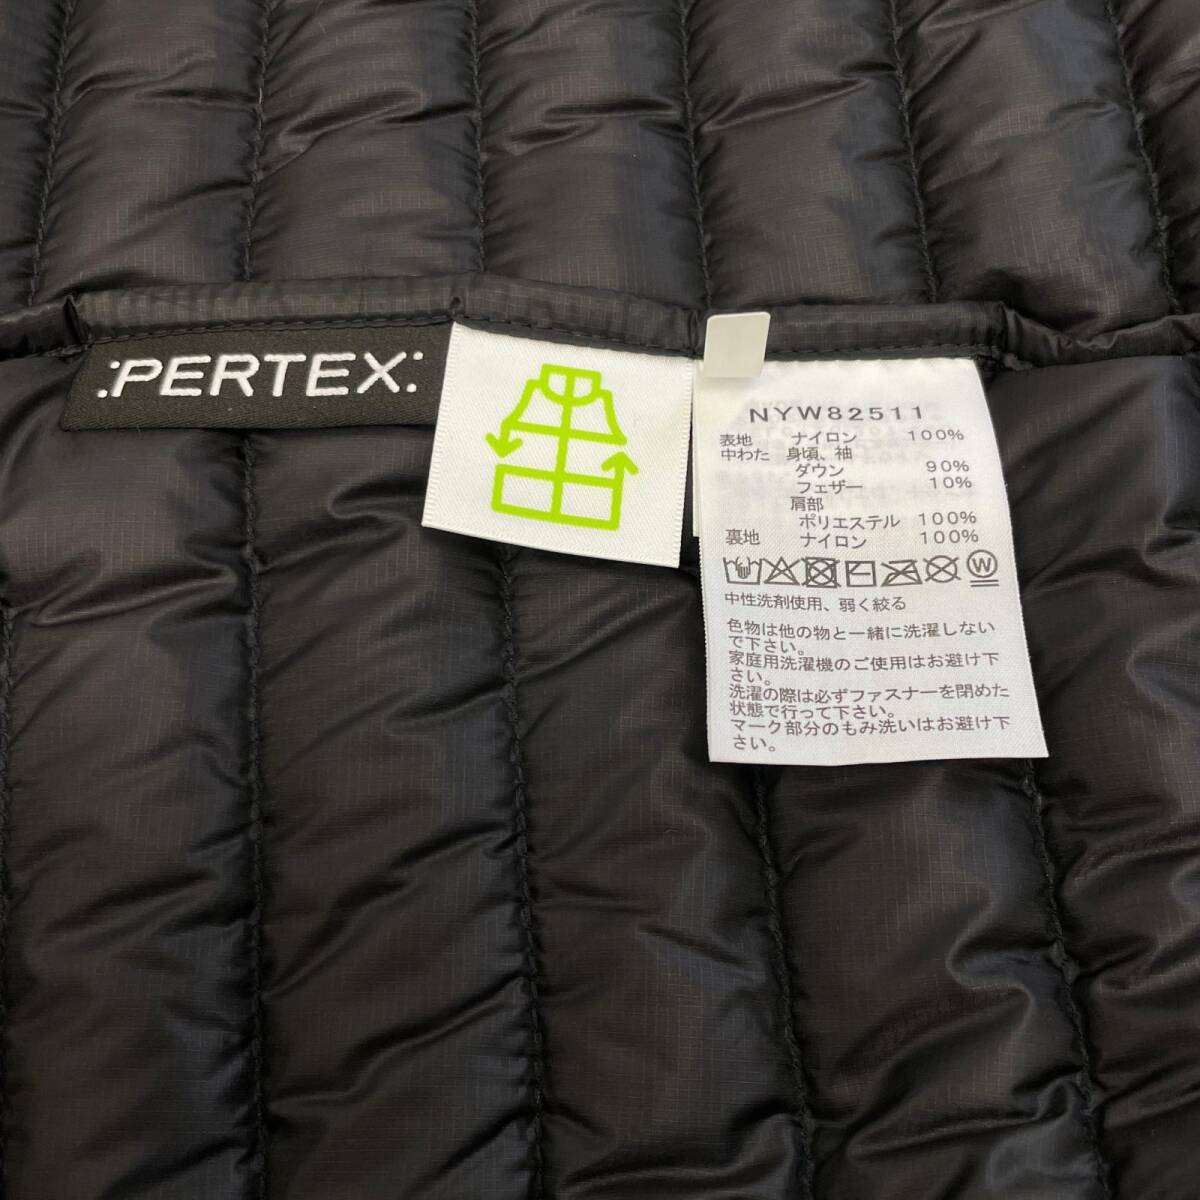 :PERTEX:
NYW82511
表地 ナイロン 100%
中わた 身頃、袖
ダウン 90%
フェザー 10%
肩部
ポリエステル 100%
裏地 ナイロン 100%
W
中性洗剤使用、弱く絞る
色物は他の物と一緒に洗濯しない
で下さい。
家庭用洗濯機のご使用はお避け下
さい。
洗濯の際は必ずファスナーを閉めた
状態で行って下さい。
マーク部分のもみ洗いはお避け下
さい。